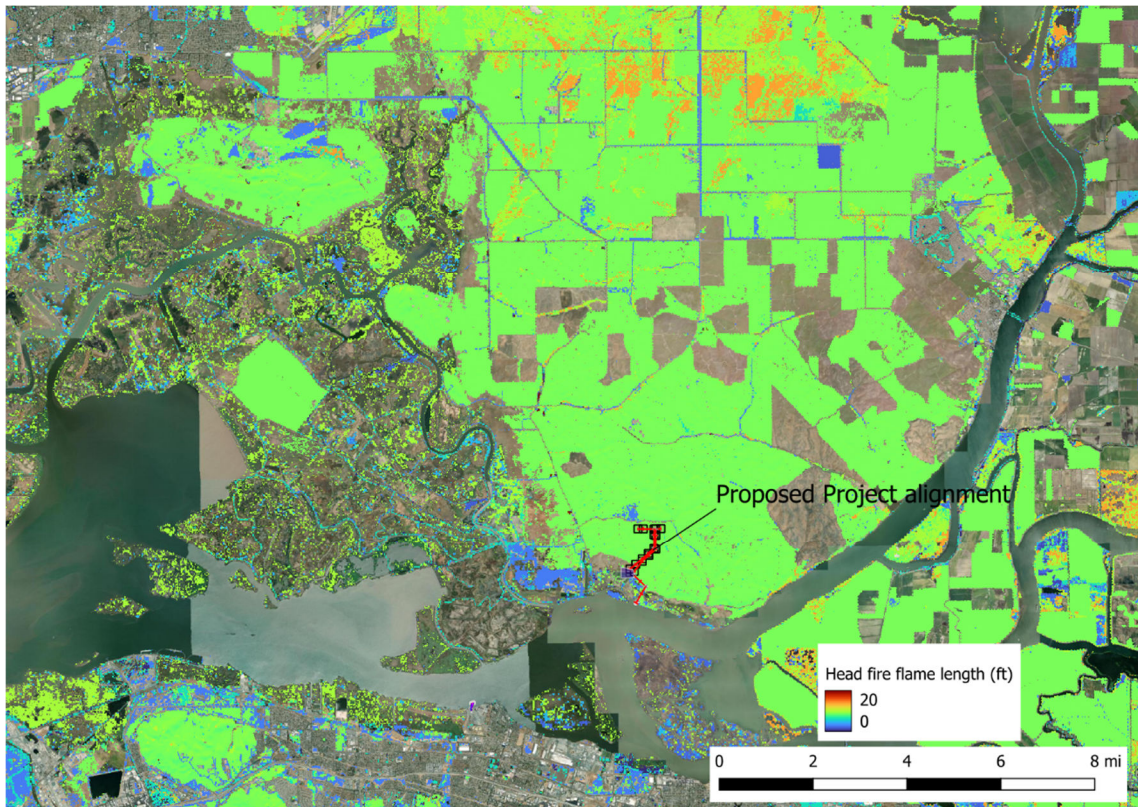 Proposed Project alignment
Head fire flame length (ft)
20
0
0 2 4 6 8 mi